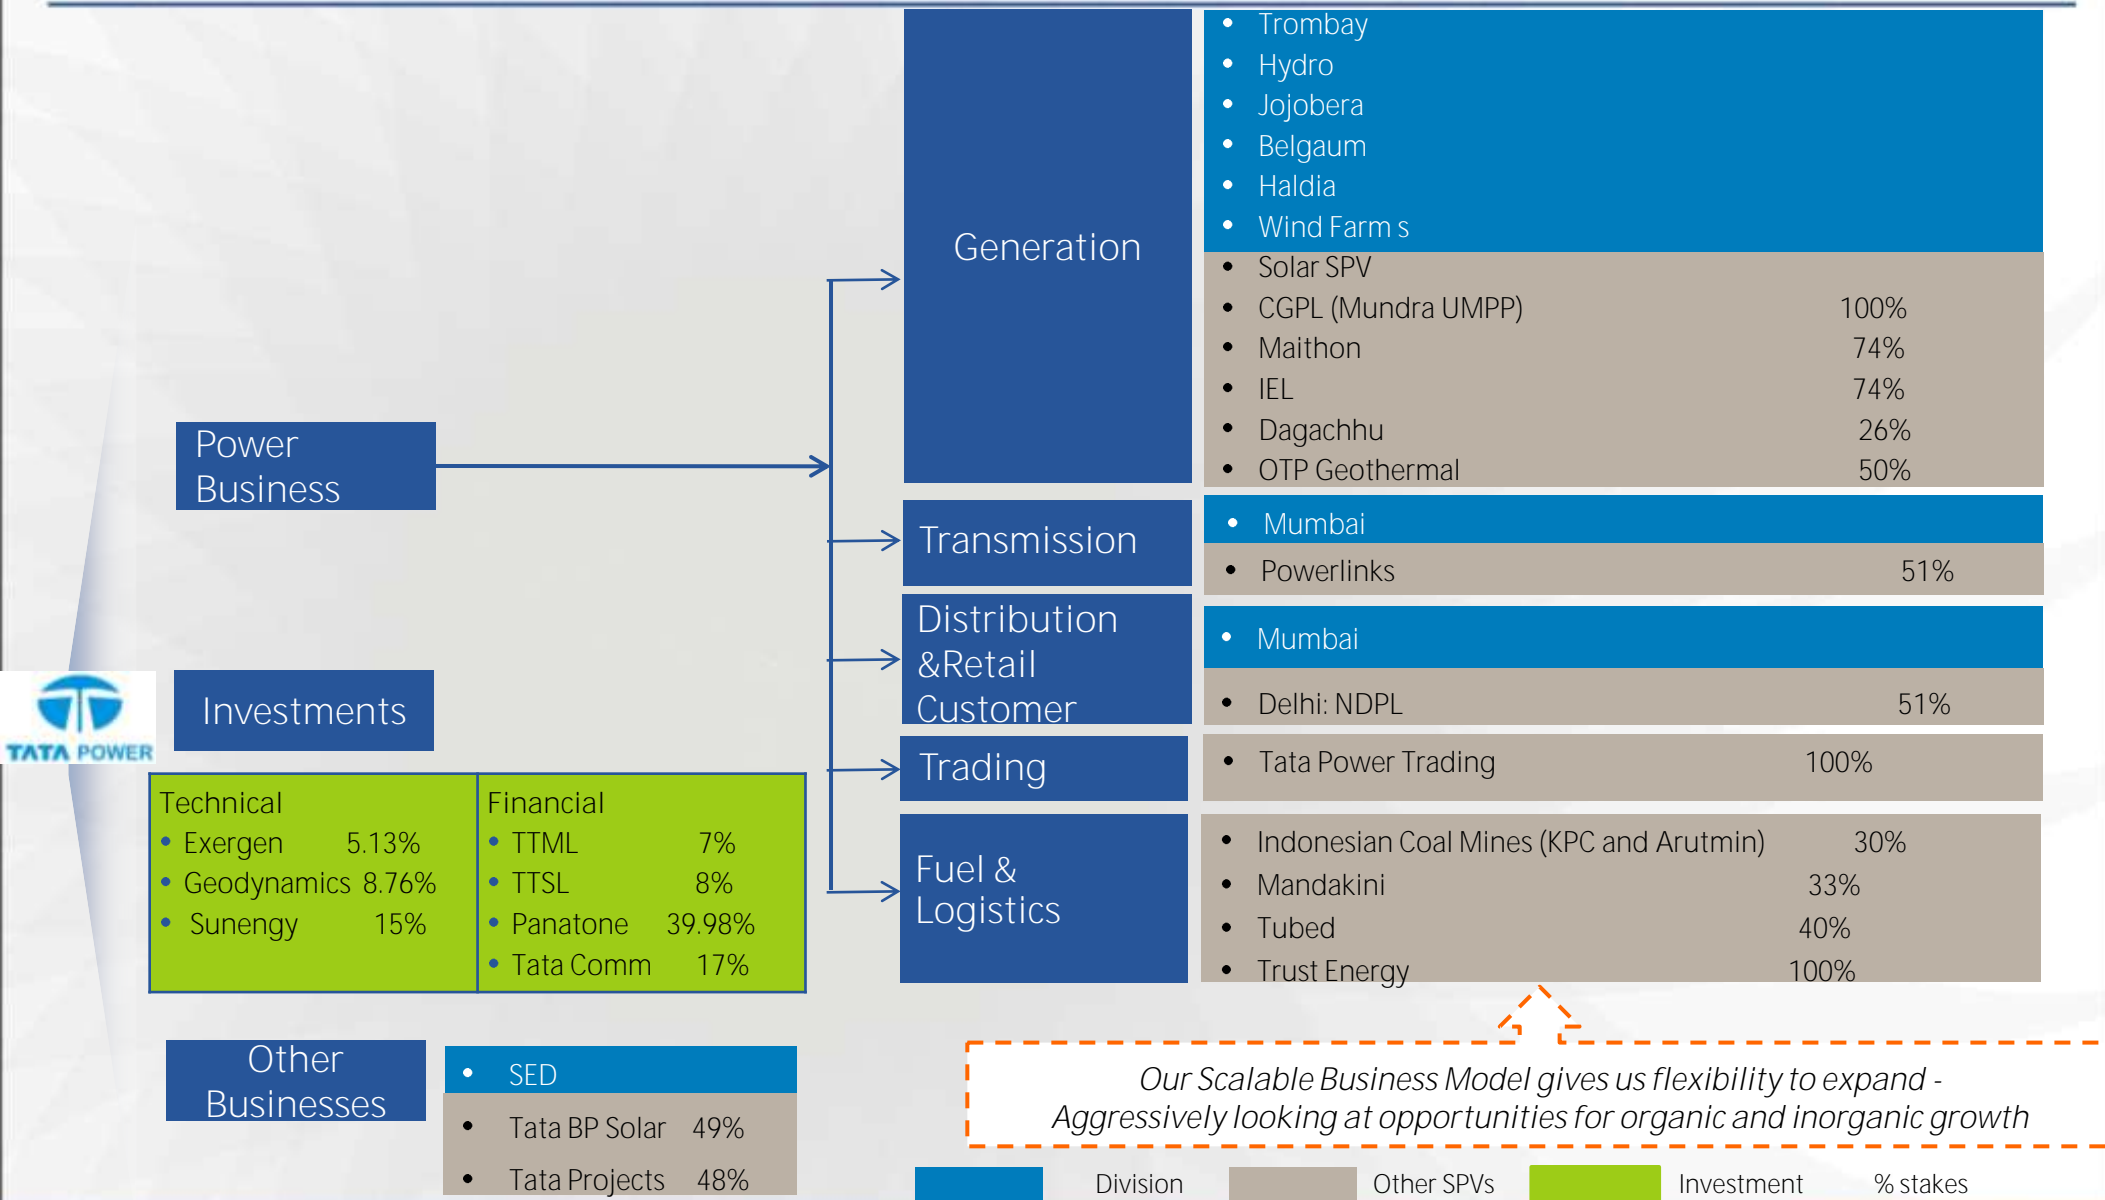 Generation
• Trombay
• Hydro
• Jojobera
• Belgaum
• Haldia
• Wind Farm s
• Solar SPV
• CGPL (Mundra UMPP) 100%
• Maithon 74%
• IEL 74%
• Dagachhu 26%
• OTP Geothermal 50%
Power
Business
Transmission
• Mumbai
• Powerlinks 51%
Distribution
&Retail
Customer
• Mumbai
• Delhi: NDPL 51%
Trading
• Tata Power Trading 100%
Fuel &
Logistics
• Indonesian Coal Mines (KPC and Arutmin) 30%
• Mandakini 33%
• Tubed 40%
• Trust Energy 100%
TATA POWER
Investments
Technical
• Exergen 5.13%
• Geodynamics 8.76%
• Sunengy 15%
Financial
• TTML 7%
• TTSL 8%
• Panatone 39.98%
• Tata Comm 17%
Other
Businesses
• SED
• Tata BP Solar 49%
• Tata Projects 48%
Our Scalable Business Model gives us flexibility to expand -
Aggressively looking at opportunities for organic and inorganic growth
Division Other SPVs Investment % stakes